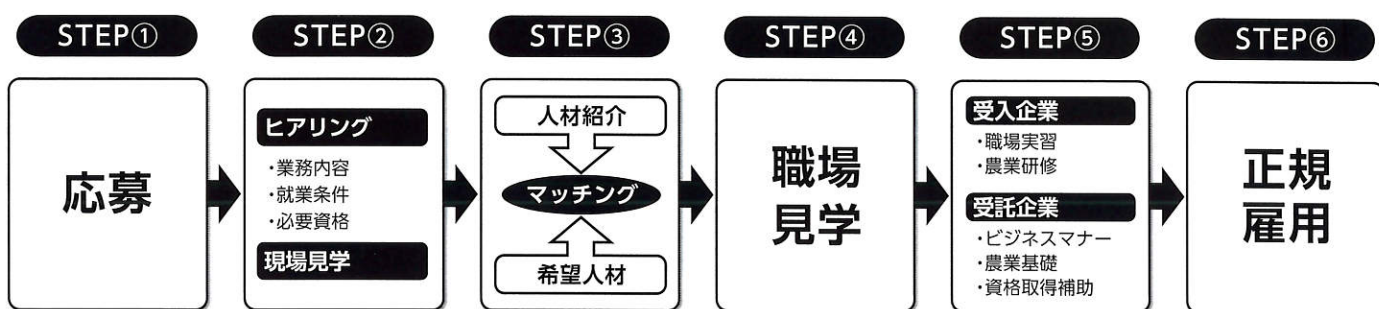 STEP①
応募
STEP②
ヒアリング
・業務内容
・就業条件
・必要資格
現場見学
STEP③
人材紹介
マッチング
希望人材
STEP④
職場
見学
STEP⑤
受入企業
・職場実習
・農業研修
受託企業
・ビジネスマナー
・農業基礎
・資格取得補助
STEP⑥
正規
雇用